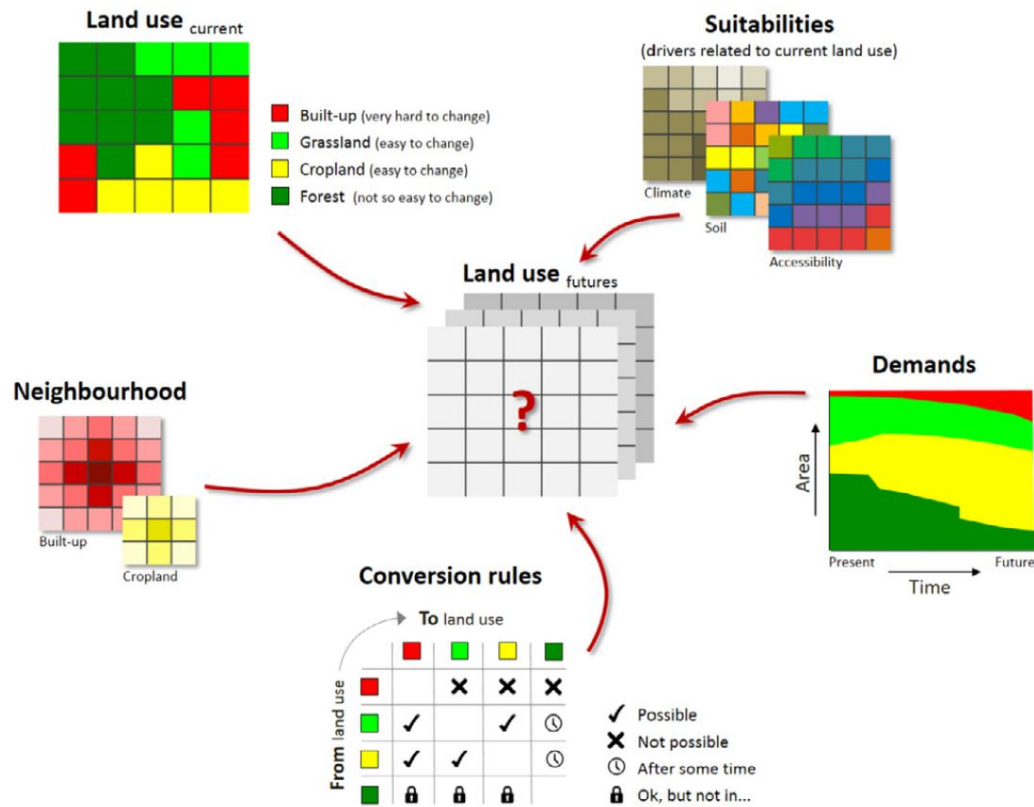 Land use current
Built-up (very hard to change)
Grassland (easy to change)
Cropland (easy to change)
Forest (not so easy to change)
Suitabilities
(drivers related to current land use)
Climate
Soil
Accessibility
Land use futures
?
Neighbourhood
Built-up
Cropland
Demands
Area
Present
Future
Time
Conversion rules
To land use
From land use
Possible
Not possible
After some time
Ok, but not in...